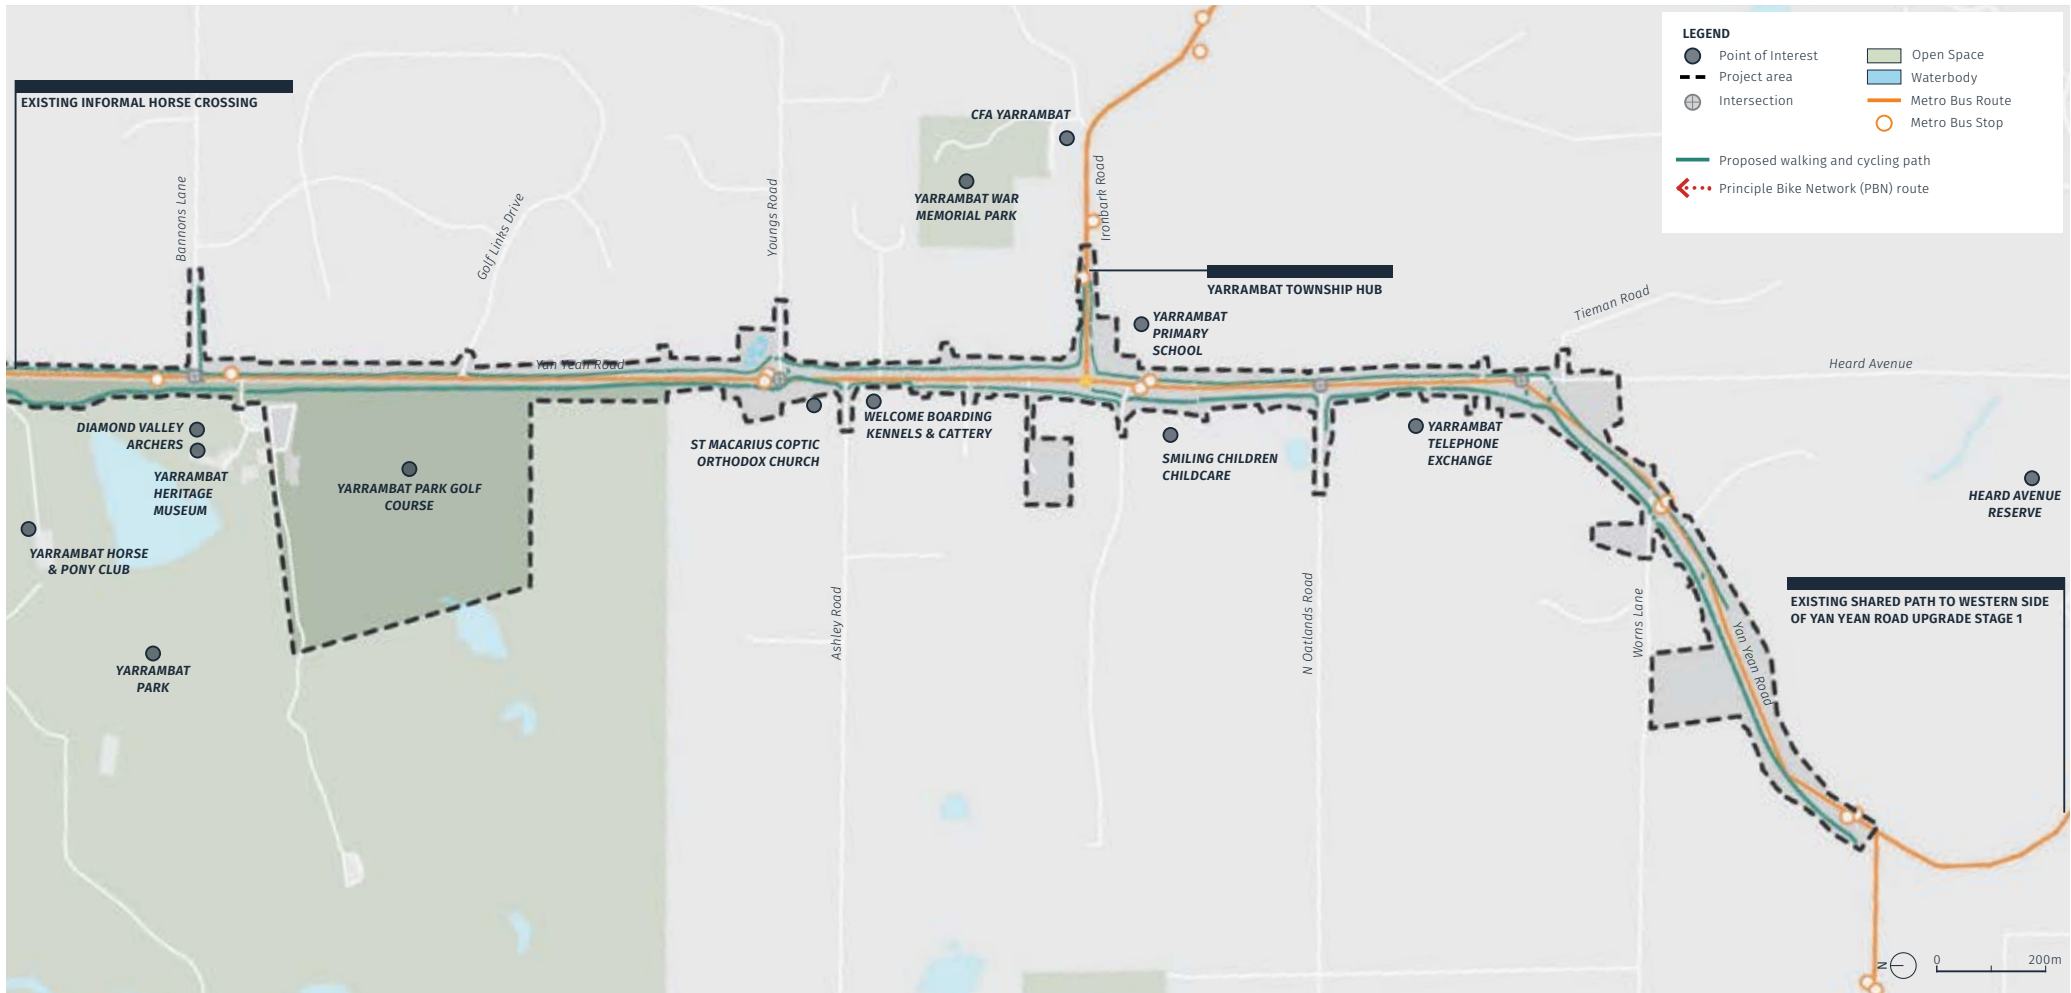 LEGEND
Point of Interest
Project area
Intersection
Open Space
Waterbody
Metro Bus Route
Metro Bus Stop
Proposed walking and cycling path
Principle Bike Network (PBN) route
EXISTING INFORMAL HORSE CROSSING
CFA YARRAMBAT
YARRAMBAT WAR
MEMORIAL PARK
Bannons Lane
Golf Links Drive
Youngs Road
Ironbark Road
YARRAMBAT TOWNSHIP HUB
YARRAMBAT
PRIMARY
SCHOOL
Tieman Road
Heard Avenue
Yan Yean Road
DIAMOND VALLEY
ARCHERS
YARRAMBAT
HERITAGE
MUSEUM
YARRAMBAT PARK GOLF
COURSE
ST MACARIUS COPTIC
ORTHODOX CHURCH
WELCOME BOARDING
KENNELS & CATTERY
SMILING CHILDREN
CHILDCARE
YARRAMBAT
TELEPHONE
EXCHANGE
HEARD AVENUE
RESERVE
YARRAMBAT HORSE
& PONY CLUB
YARRAMBAT
PARK
Ashley Road
N Oatlands Road
Worns Lane
Yan Yean Road
EXISTING SHARED PATH TO WESTERN SIDE
OF YAN YEAN ROAD UPGRADE STAGE 1
N
0
200m